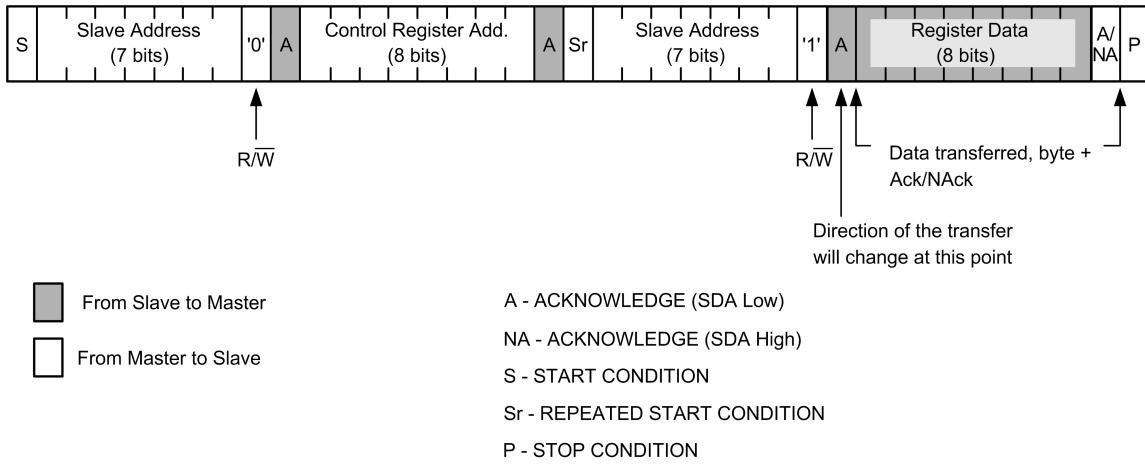 S
Slave Address
(7 bits)
'0'
A
Control Register Add.
(8 bits)
A
Sr
Slave Address
(7 bits)
'1'
A
Register Data
(8 bits)
A/
NA
P
R/W̅
R/W̅
Data transferred, byte +
Ack/NAck
Direction of the transfer
will change at this point
From Slave to Master
From Master to Slave
A - ACKNOWLEDGE (SDA Low)
NA - ACKNOWLEDGE (SDA High)
S - START CONDITION
Sr - REPEATED START CONDITION
P - STOP CONDITION